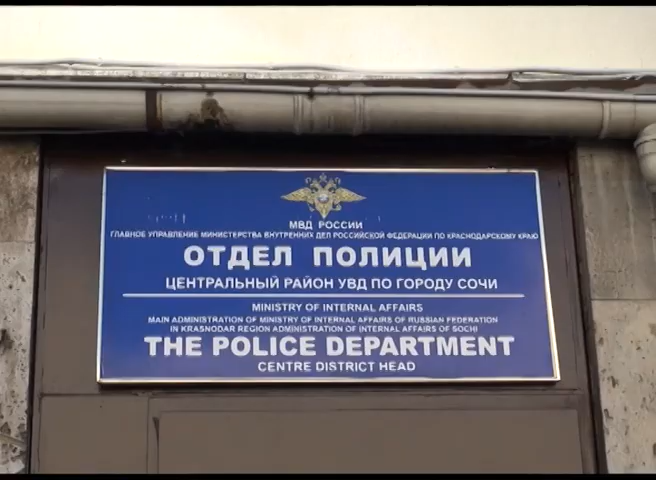 МВД РОССИИ
ГЛАВНОЕ УПРАВЛЕНИЕ МИНИСТЕРСТВА ВНУТРЕННИХ ДЕЛ РОССИЙСКОЙ ФЕДЕРАЦИИ ПО КРАСНОДАРСКОМУ КРАЮ
ОТДЕЛ ПОЛИЦИИ
ЦЕНТРАЛЬНЫЙ РАЙОН УВД ПО ГОРОДУ СОЧИ
MINISTRY OF INTERNAL AFFAIRS
MAIN ADMINISTRATION OF MINISTRY OF INTERNAL AFFAIRS OF RUSSIAN FEDERATION
IN KRASNODAR REGION ADMINISTRATION OF INTERNAL AFFAIRS OF SOCHI
THE POLICE DEPARTMENT
CENTRE DISTRICT HEAD